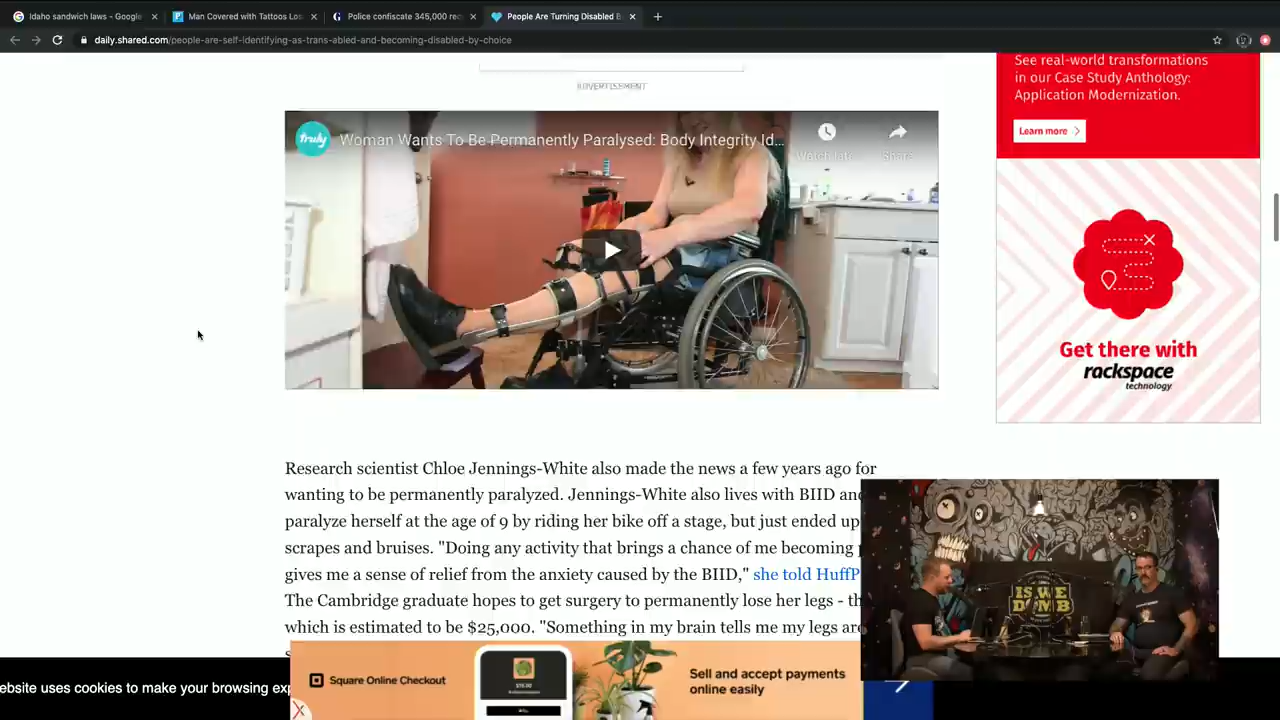 Idaho sandwich laws - Google
Man Covered with Tattoos Los
Police confiscate 345,000 rec
People Are Turning Disabled B
daily.shared.com/people-are-self-identifying-as-trans-abled-and-becoming-disabled-by-choice
ADVERTISEMENT
truly
Woman Wants To Be Permanently Paralysed: Body Integrity Id...
Watch late
Share
See real-world transformations
in our Case Study Anthology:
Application Modernization.
Learn more
Get there with
rackspace
technology
Research scientist Chloe Jennings-White also made the news a few years ago for
wanting to be permanently paralyzed. Jennings-White also lives with BIID and
paralyze herself at the age of 9 by riding her bike off a stage, but just ended up
scrapes and bruises. "Doing any activity that brings a chance of me becoming p
gives me a sense of relief from the anxiety caused by the BIID," she told HuffP
The Cambridge graduate hopes to get surgery to permanently lose her legs - th
which is estimated to be $25,000. "Something in my brain tells me my legs are
IS WE
DUMB
ebsite uses cookies to make your browsing exp
Square Online Checkout
Sell and accept payments
online easily